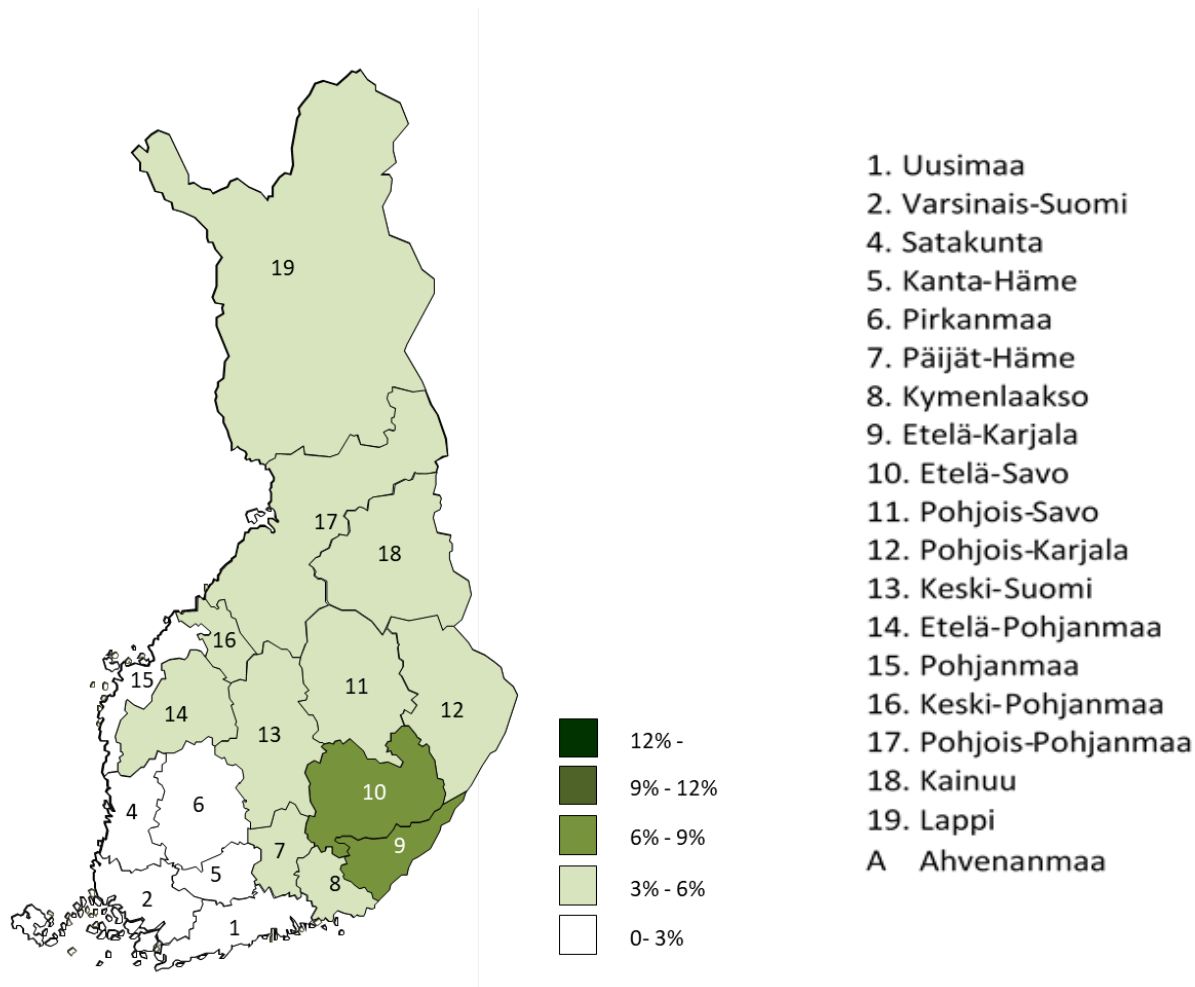 19
17
18
16
15
14
11
12
13
10
4
6
9
7
5
8
2
1
12% -
9% - 12%
6% - 9%
3% - 6%
0- 3%
1. Uusimaa
2. Varsinais-Suomi
4. Satakunta
5. Kanta-Häme
6. Pirkanmaa
7. Päijät-Häme
8. Kymenlaakso
9. Etelä-Karjala
10. Etelä-Savo
11. Pohjois-Savo
12. Pohjois-Karjala
13. Keski-Suomi
14. Etelä-Pohjanmaa
15. Pohjanmaa
16. Keski-Pohjanmaa
17. Pohjois-Pohjanmaa
18. Kainuu
19. Lappi
A Ahvenanmaa